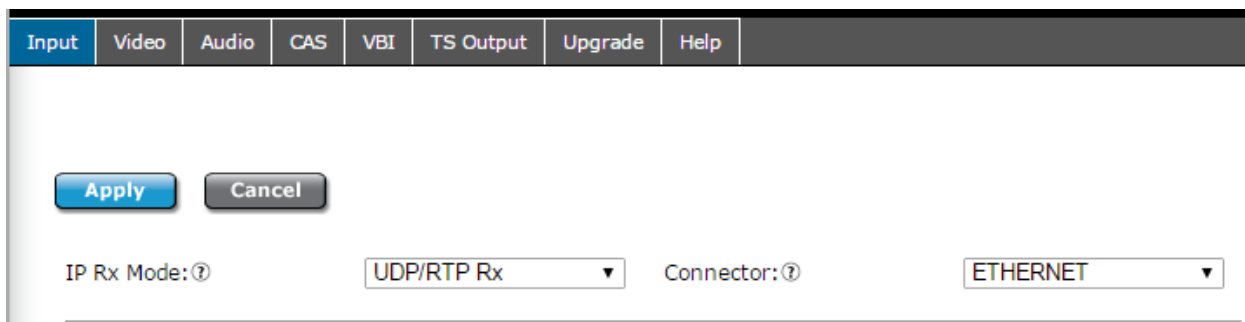 Input Video Audio CAS VBI TS Output Upgrade Help
Apply Cancel
IP Rx Mode:? UDP/RTP Rx ▼ Connector:? ETHERNET ▼